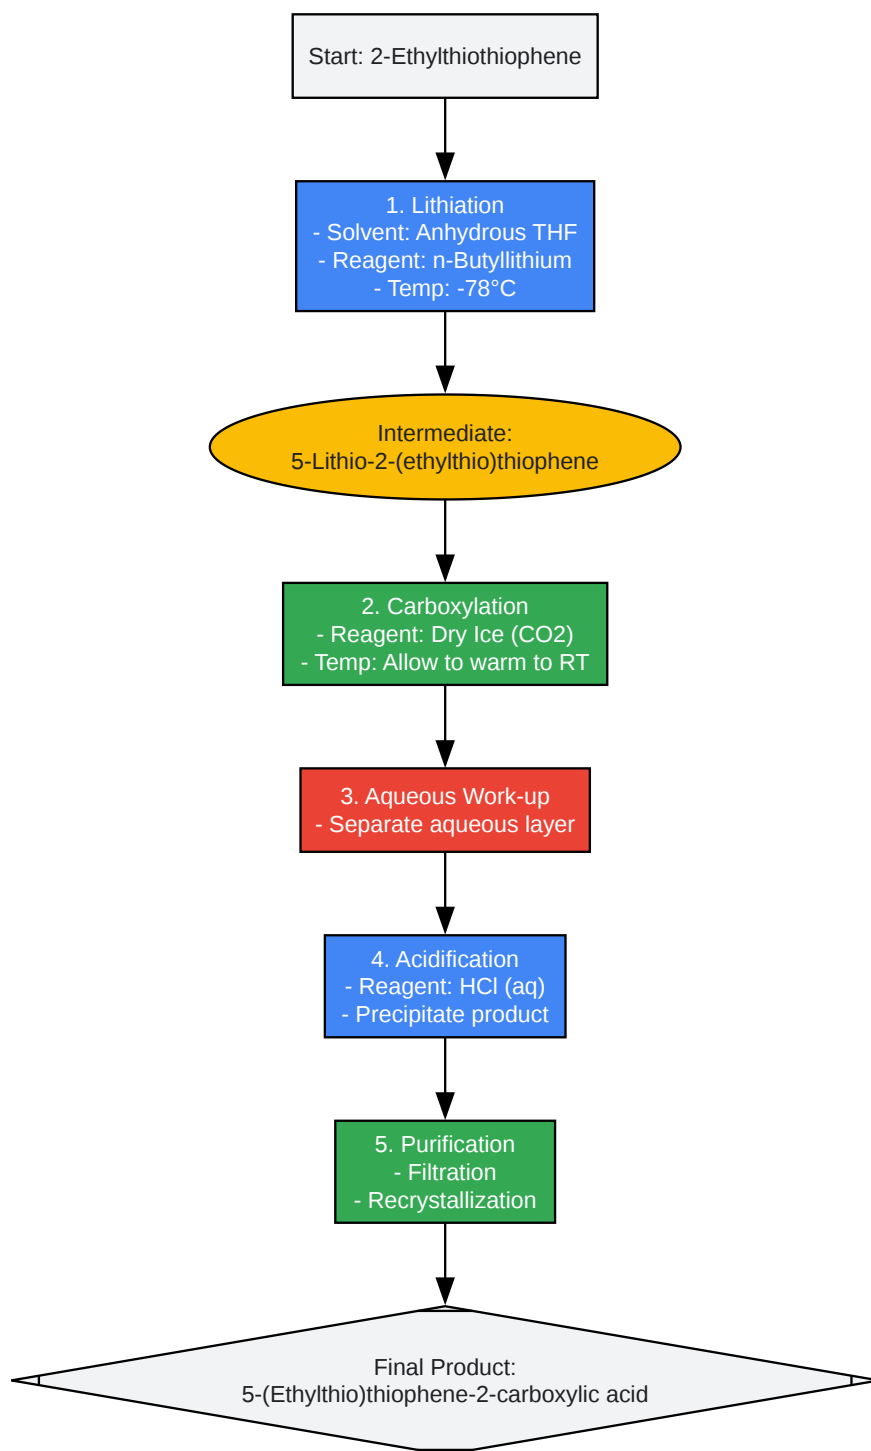 Start: 2-Ethylthiothiophene
1. Lithiation
- Solvent: Anhydrous THF
- Reagent: n-Butyllithium
- Temp: -78°C
Intermediate:
5-Lithio-2-(ethylthio)thiophene
2. Carboxylation
- Reagent: Dry Ice (CO2)
- Temp: Allow to warm to RT
3. Aqueous Work-up
- Separate aqueous layer
4. Acidification
- Reagent: HCl (aq)
- Precipitate product
5. Purification
- Filtration
- Recrystallization
Final Product:
5-(Ethylthio)thiophene-2-carboxylic acid